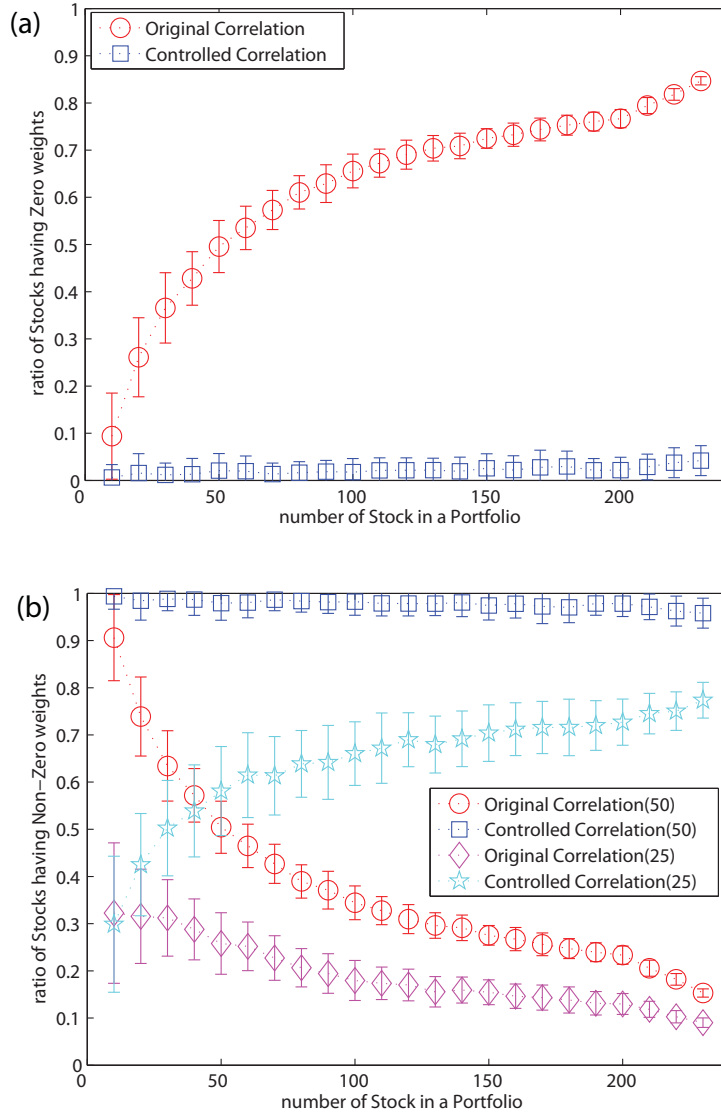 (a)
Original Correlation
Controlled Correlation
ratio of Stocks having Zero weights
1
0.9
0.8
0.7
0.6
0.5
0.4
0.3
0.2
0.1
0
0 50 100 150 200
number of Stock in a Portfolio
(b)
ratio of Stocks having Non-Zero weights
1
0.9
0.8
0.7
0.6
0.5
0.4
0.3
0.2
0.1
0
Original Correlation(50)
Controlled Correlation(50)
Original Correlation(25)
Controlled Correlation(25)
0 50 100 150 200
number of Stock in a Portfolio